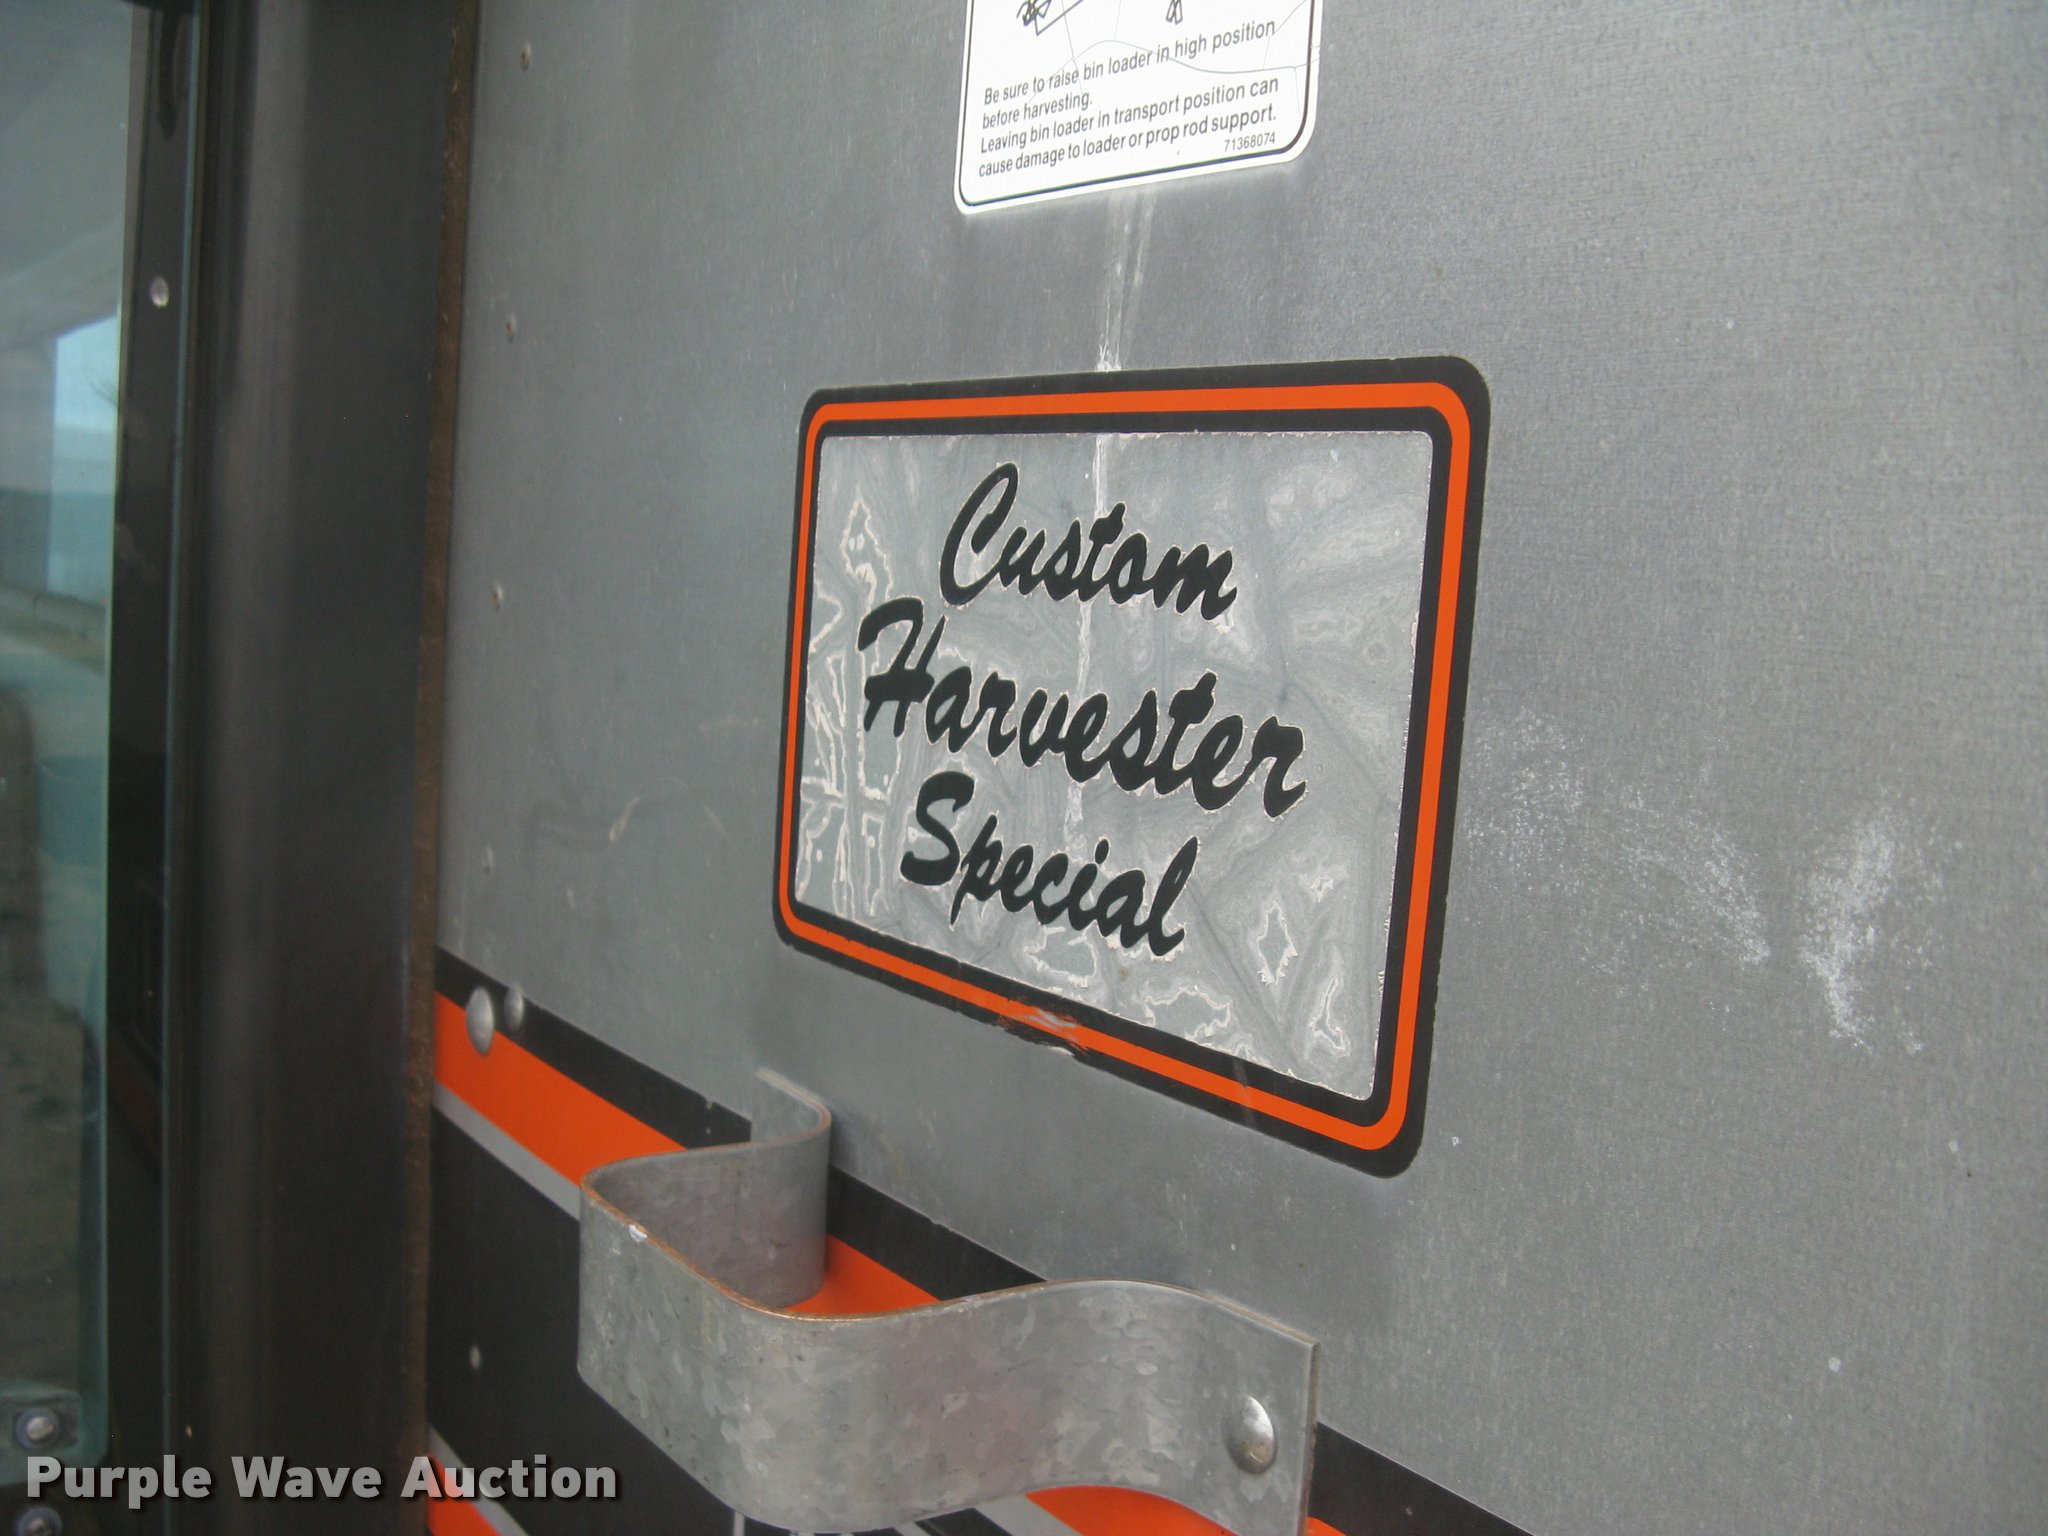 Be sure to raise bin loader in high position
before harvesting.
Leaving bin loader in transport position can
cause damage to loader or prop rod support.
71368074
Custom
Harvester
Special
Purple Wave Auction